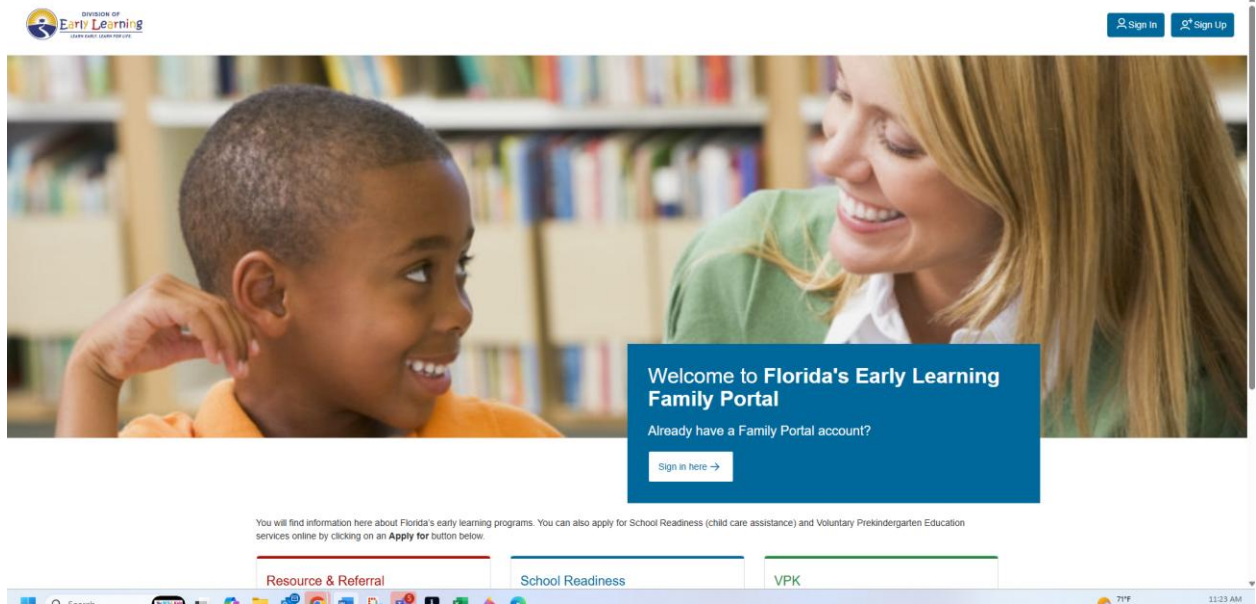 DIVISION OF
Early Learning
LEARN EARLY. LEARN FOR LIFE.
Sign In
Sign Up
Welcome to Florida's Early Learning
Family Portal
Already have a Family Portal account?
Sign in here →
You will find information here about Florida's early learning programs. You can also apply for School Readiness (child care assistance) and Voluntary Prekindergarten Education
services online by clicking on an Apply for button below.
Resource & Referral
School Readiness
VPK
Search
71°F
11:23 AM